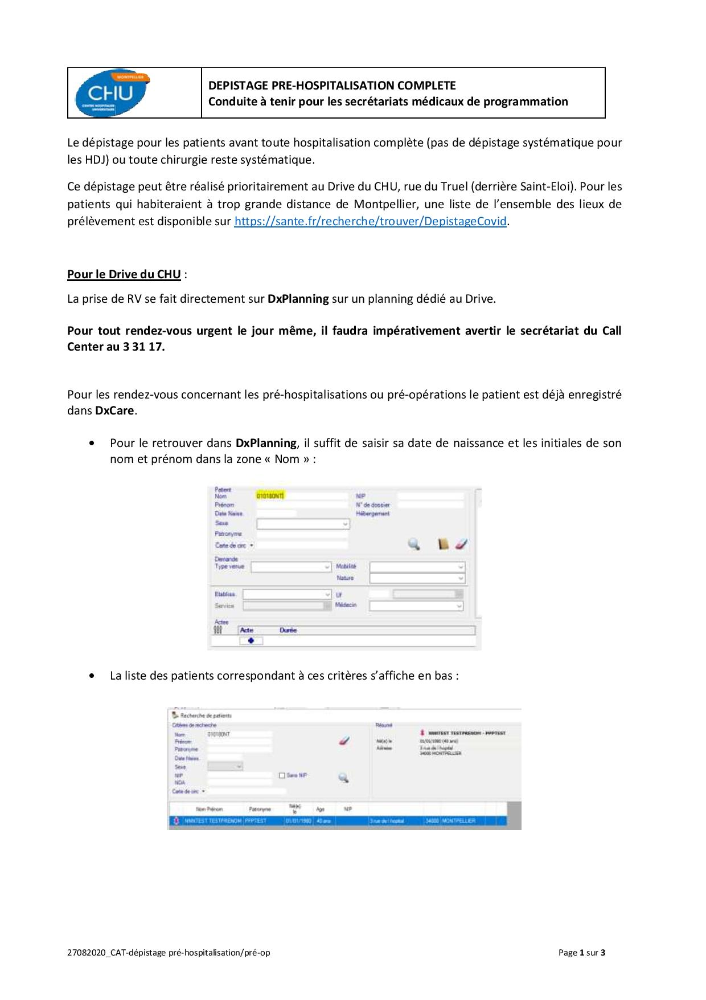 MONTPELLIER
CHU
CENTRE HOSPITALIER
UNIVERSITAIRE
DEPISTAGE PRE-HOSPITALISATION COMPLETE
Conduite à tenir pour les secrétariats médicaux de programmation
Le dépistage pour les patients avant toute hospitalisation complète (pas de dépistage systématique pour
les HDJ) ou toute chirurgie reste systématique.
Ce dépistage peut être réalisé prioritairement au Drive du CHU, rue du Truel (derrière Saint-Eloi). Pour les
patients qui habiteraient à trop grande distance de Montpellier, une liste de l’ensemble des lieux de
prélèvement est disponible sur https://sante.fr/recherche/trouver/DepistageCovid.
Pour le Drive du CHU :
La prise de RV se fait directement sur DxPlanning sur un planning dédié au Drive.
Pour tout rendez-vous urgent le jour même, il faudra impérativement avertir le secrétariat du Call
Center au 3 31 17.
Pour les rendez-vous concernant les pré-hospitalisations ou pré-opérations le patient est déjà enregistré
dans DxCare.
• Pour le retrouver dans DxPlanning, il suffit de saisir sa date de naissance et les initiales de son
nom et prénom dans la zone « Nom » :
Patient
Nom 010180NT NIP
Prénom N° de dossier
Date Naiss. Hébergement
Sexe
Patronyme
Carte de circ
Demande
Type venue Mobilité
Nature
Etabliss. UF
Service Médecin
Actes
Acte Durée
• La liste des patients correspondant à ces critères s’affiche en bas :
Recherche de patients
Critères de recherche Résumé
Nom 010180NT NNNTEST TESTPRENOM - PPPTEST
Prénom Né(e) le 01/01/1980 (40 ans)
Patronyme Adresse 3 rue de l'hopital
34000 MONTPELLIER
Date Naiss.
Sexe
NIP Sans NIP
NDA
Carte de circ
Nom Prénom Patronyme Né(e) le Age NIP
NNNTEST TESTPRENOM PPPTEST 01/01/1980 40 ans 3 rue de l'hopital 34000 MONTPELLIER
27082020_CAT-dépistage pré-hospitalisation/pré-op Page 1 sur 3